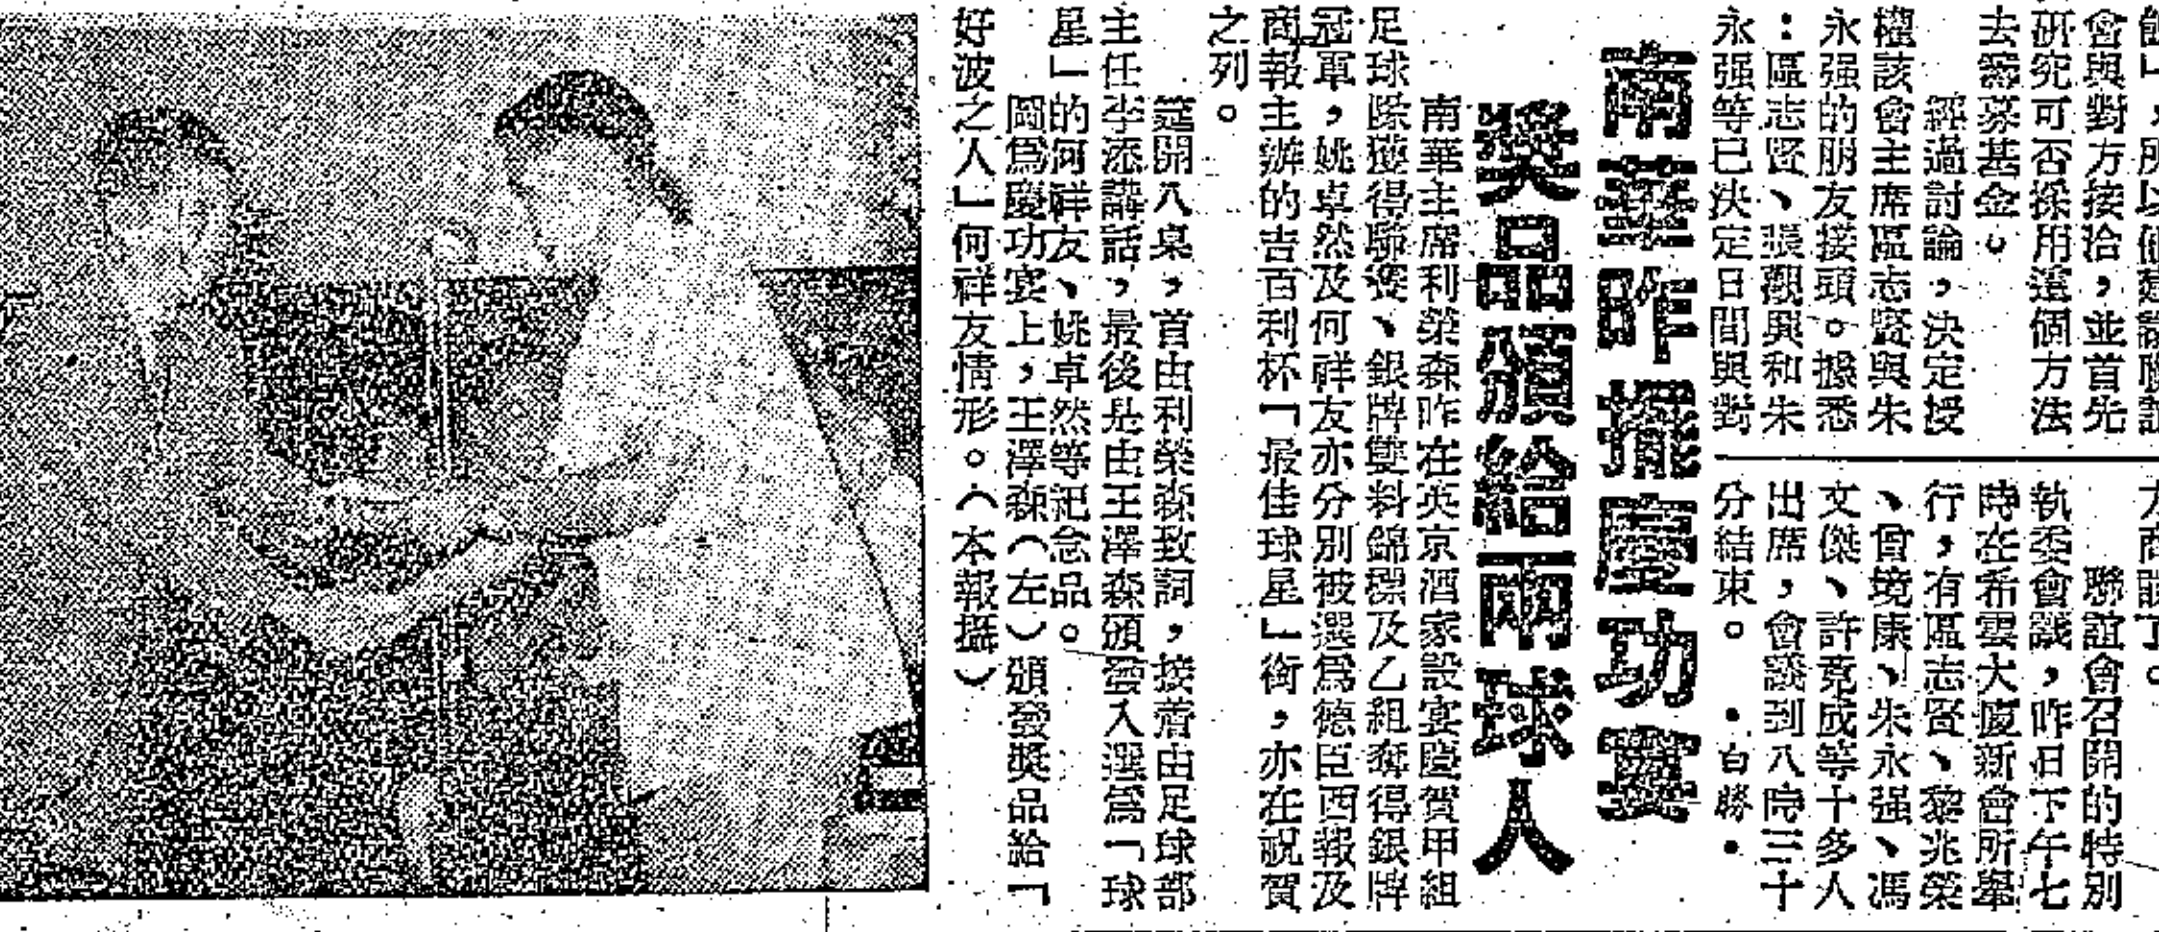 會與對方接洽，並首先
研究可否採用這個方法
去籌募基金。
經過討論，決定授
權該會主席區志賢與朱
永强的朋友接頭。據悉
：區志賢、張觀興和朱
永强等已決定日間與對
方商談了。
聯誼會召開的特別
執委會議，昨日下午七
時在希雲大廈新會所舉
行，有區志賢、黎兆榮
、曾境康、朱永强、馮
文傑、許竟成等十多人
出席，會議到八時三十
分結束。　・白勝・
南華昨擺慶功宴
獎品頒給兩球人
南華主席利榮森昨在英京酒家設宴慶賀甲組
足球隊獲得聯賽、銀牌雙料錦標及乙組奪得銀牌
冠軍，姚卓然及何祥友亦分別被選爲德臣西報及
商報主辦的吉百利杯「最佳球星」銜，亦在祝賀
之列。
筵開八桌，首由利榮森致詞，接着由足球部
主任李添講話，最後是由王澤森頒發入選爲「球
星」的何祥友、姚卓然等紀念品。
圖爲慶功宴上，王澤森（左）頒發獎品給「
好波之人」何祥友情形。（本報攝）